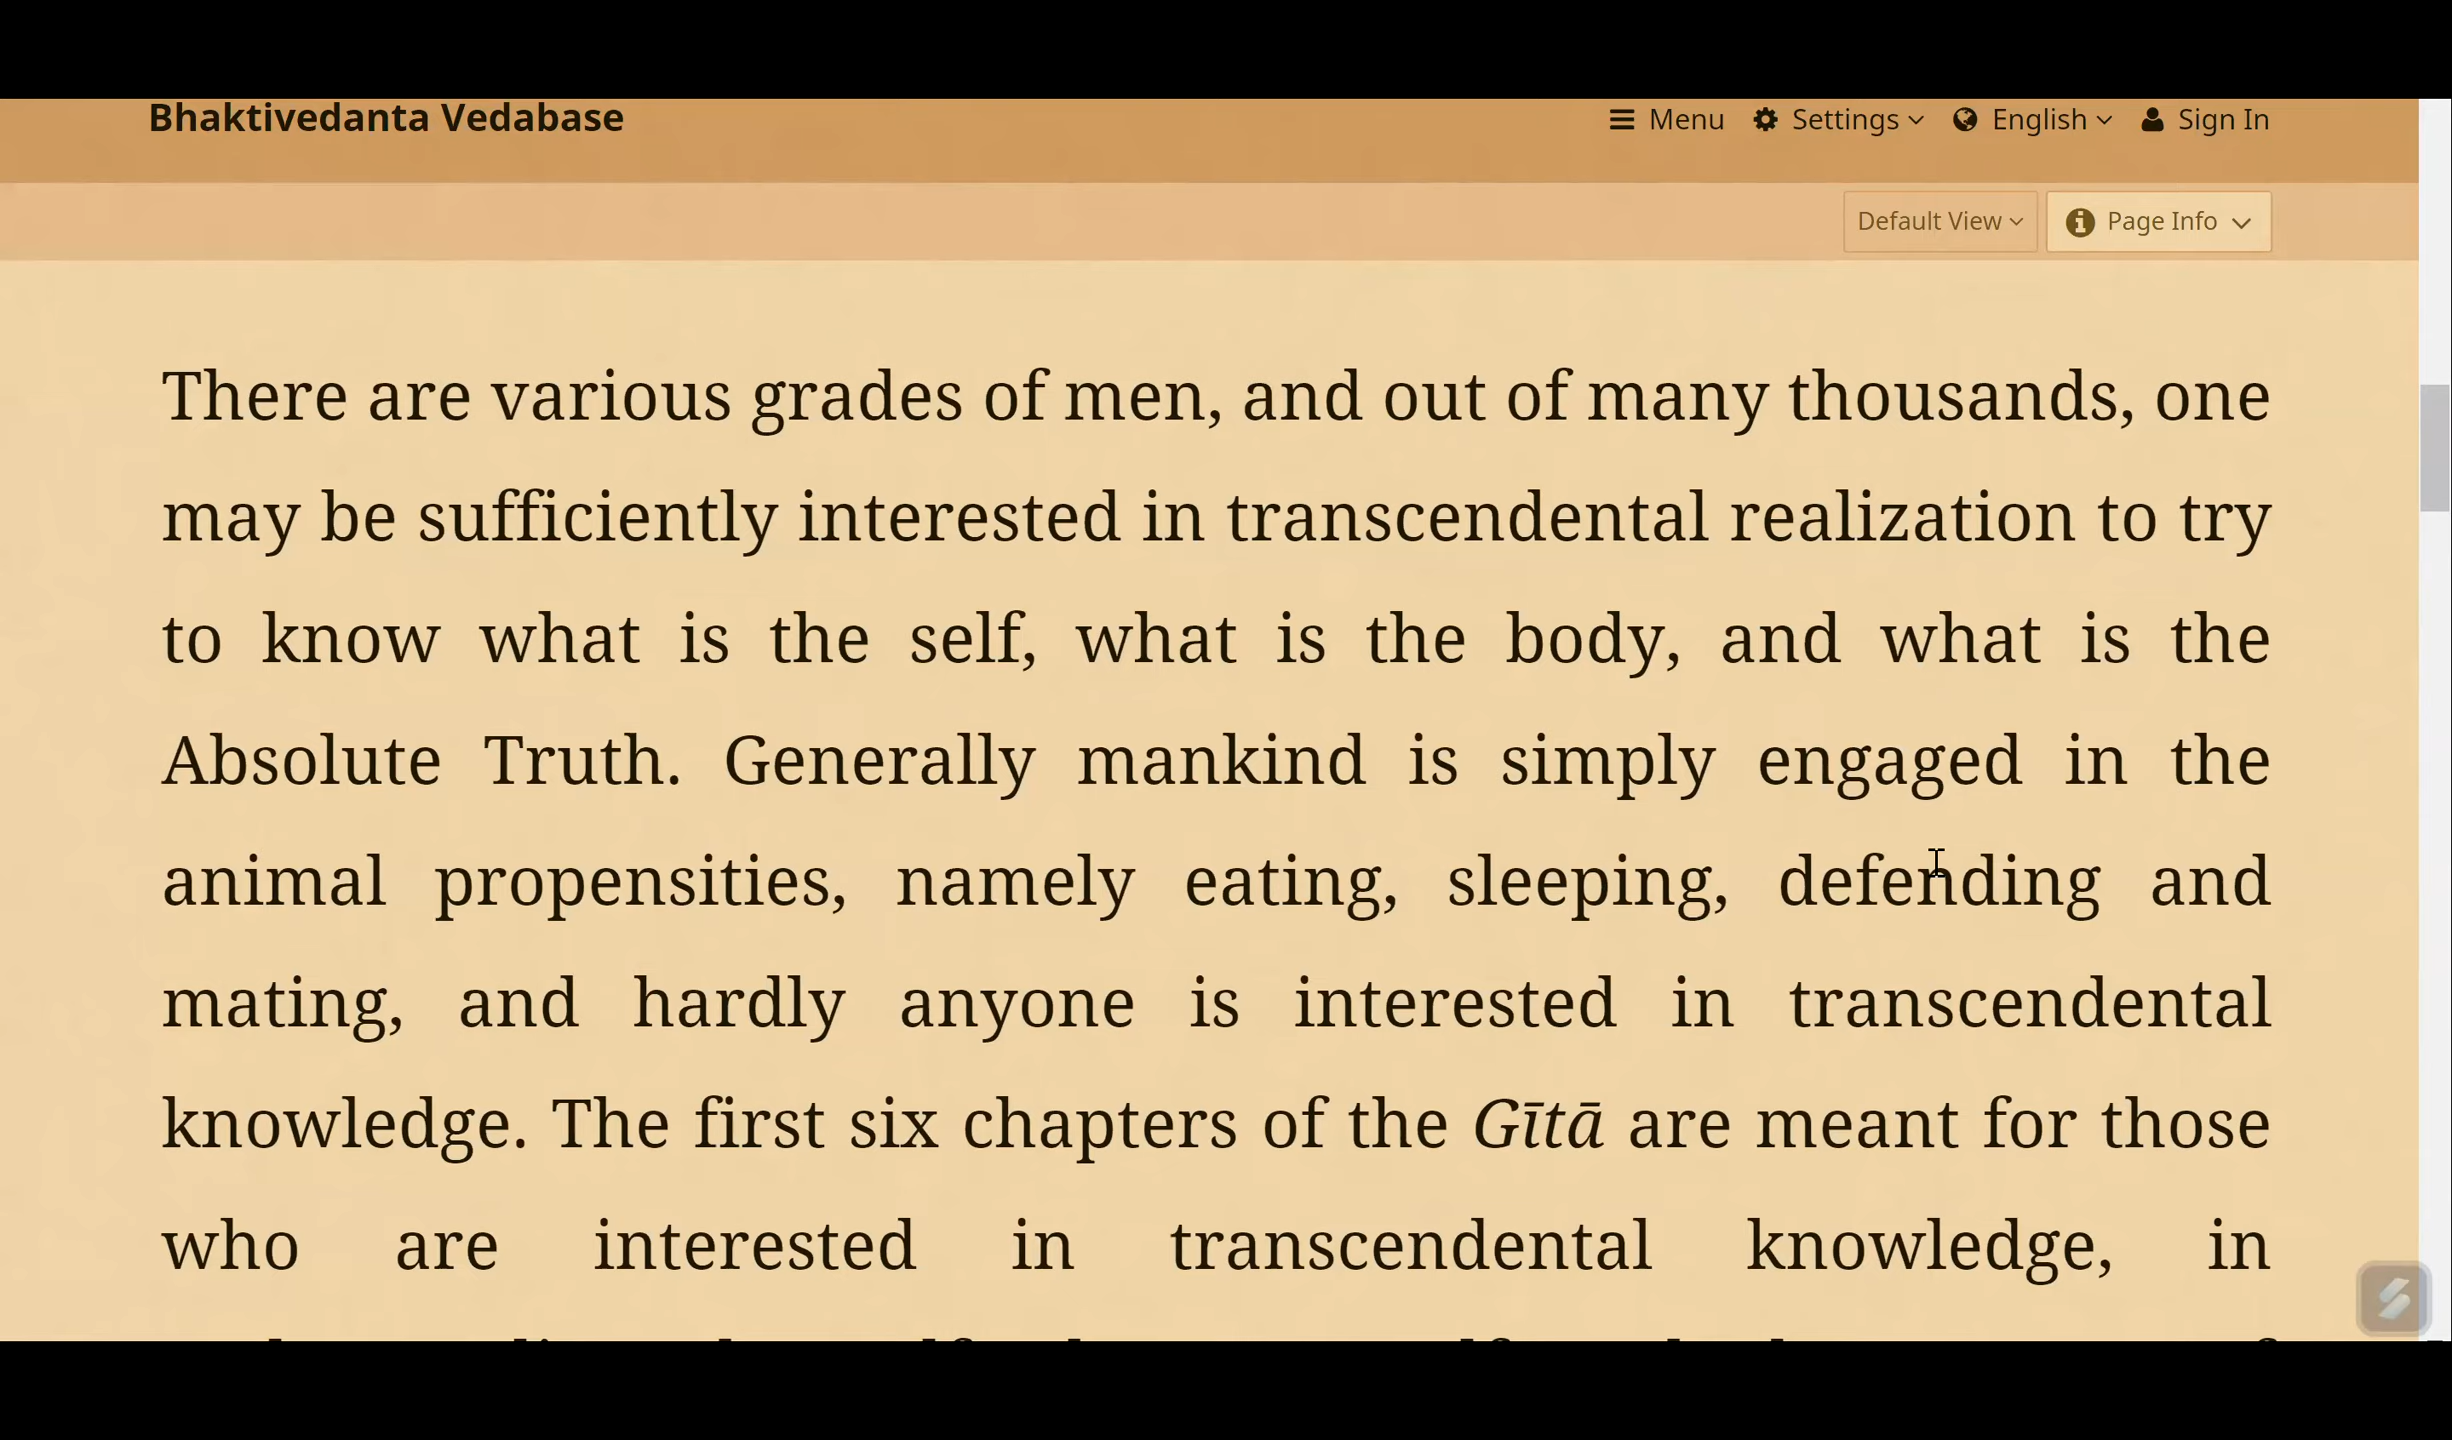 Bhaktivedanta Vedabase
Menu Settings English Sign In
Default View Page Info
There are various grades of men, and out of many thousands, one
may be sufficiently interested in transcendental realization to try
to know what is the self, what is the body, and what is the
Absolute Truth. Generally mankind is simply engaged in the
animal propensities, namely eating, sleeping, defending and
mating, and hardly anyone is interested in transcendental
knowledge. The first six chapters of the Gītā are meant for those
who are interested in transcendental knowledge, in